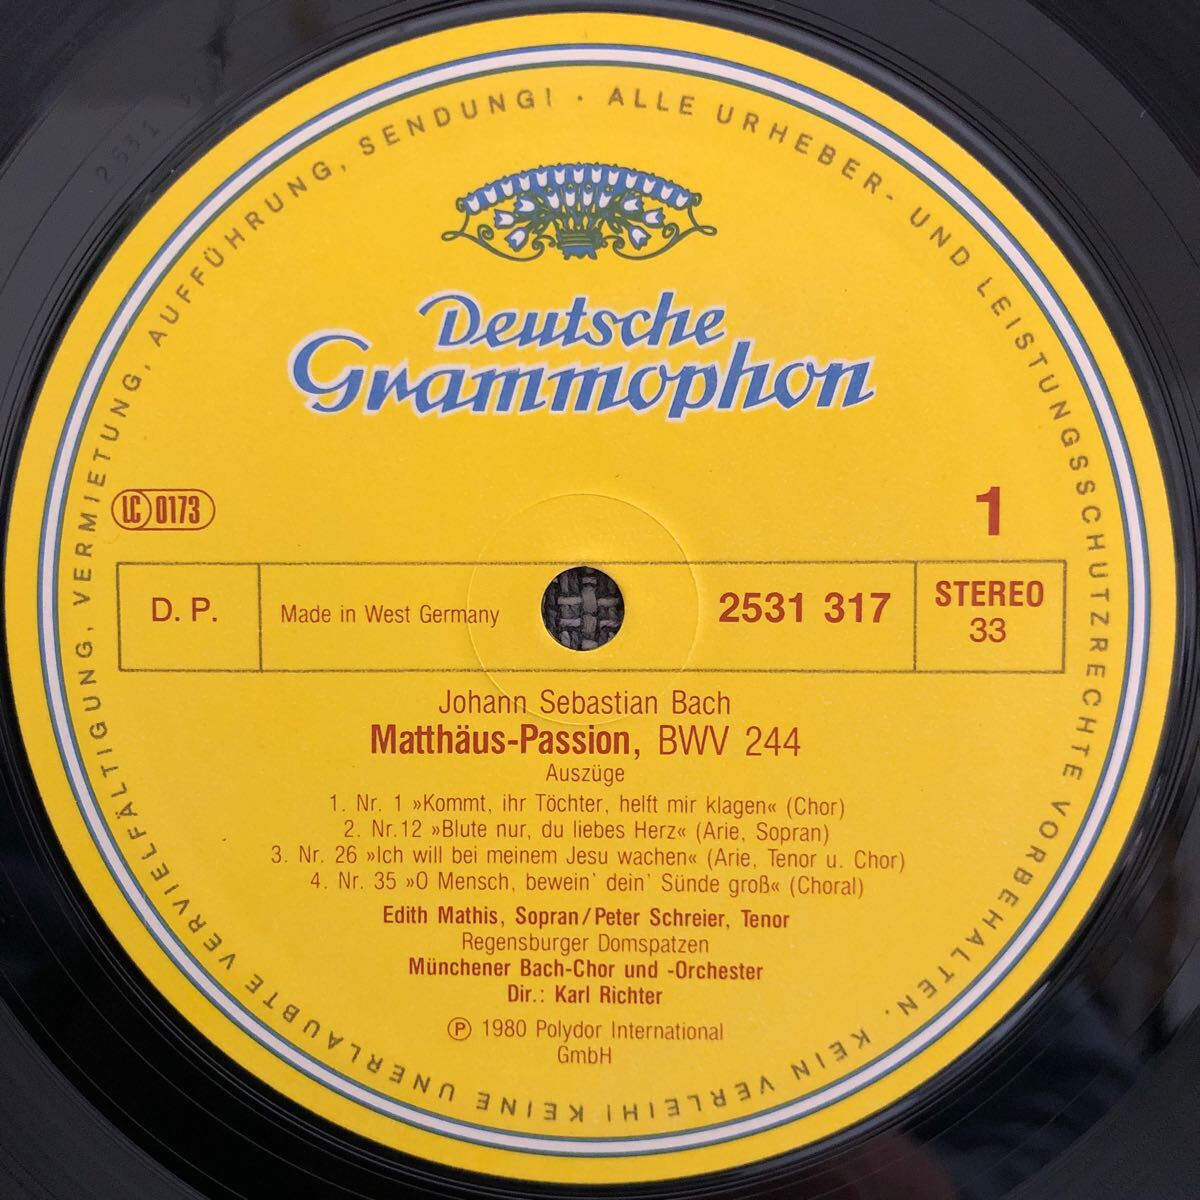 ALLE URHEBER- UND LEISTUNGSSCHUTZRECHTE VORBEHALTEN. KEIN VERLEIH! KEINE UNERLAUBTE VERVIELFÄLTIGUNG, VERMIETUNG, AUFFÜHRUNG, SENDUNG! ·
Deutsche
Grammophon
LC 0173
1
D. P.
Made in West Germany
2531 317
STEREO
33
Johann Sebastian Bach
Matthäus-Passion, BWV 244
Auszüge
1. Nr. 1 »Kommt, ihr Töchter, helft mir klagen« (Chor)
2. Nr. 12 »Blute nur, du liebes Herz« (Arie, Sopran)
3. Nr. 26 »Ich will bei meinem Jesu wachen« (Arie, Tenor u. Chor)
4. Nr. 35 »O Mensch, bewein' dein' Sünde groß« (Choral)
Edith Mathis, Sopran/Peter Schreier, Tenor
Regensburger Domspatzen
Münchener Bach-Chor und -Orchester
Dir.: Karl Richter
Ⓟ 1980 Polydor International
GmbH